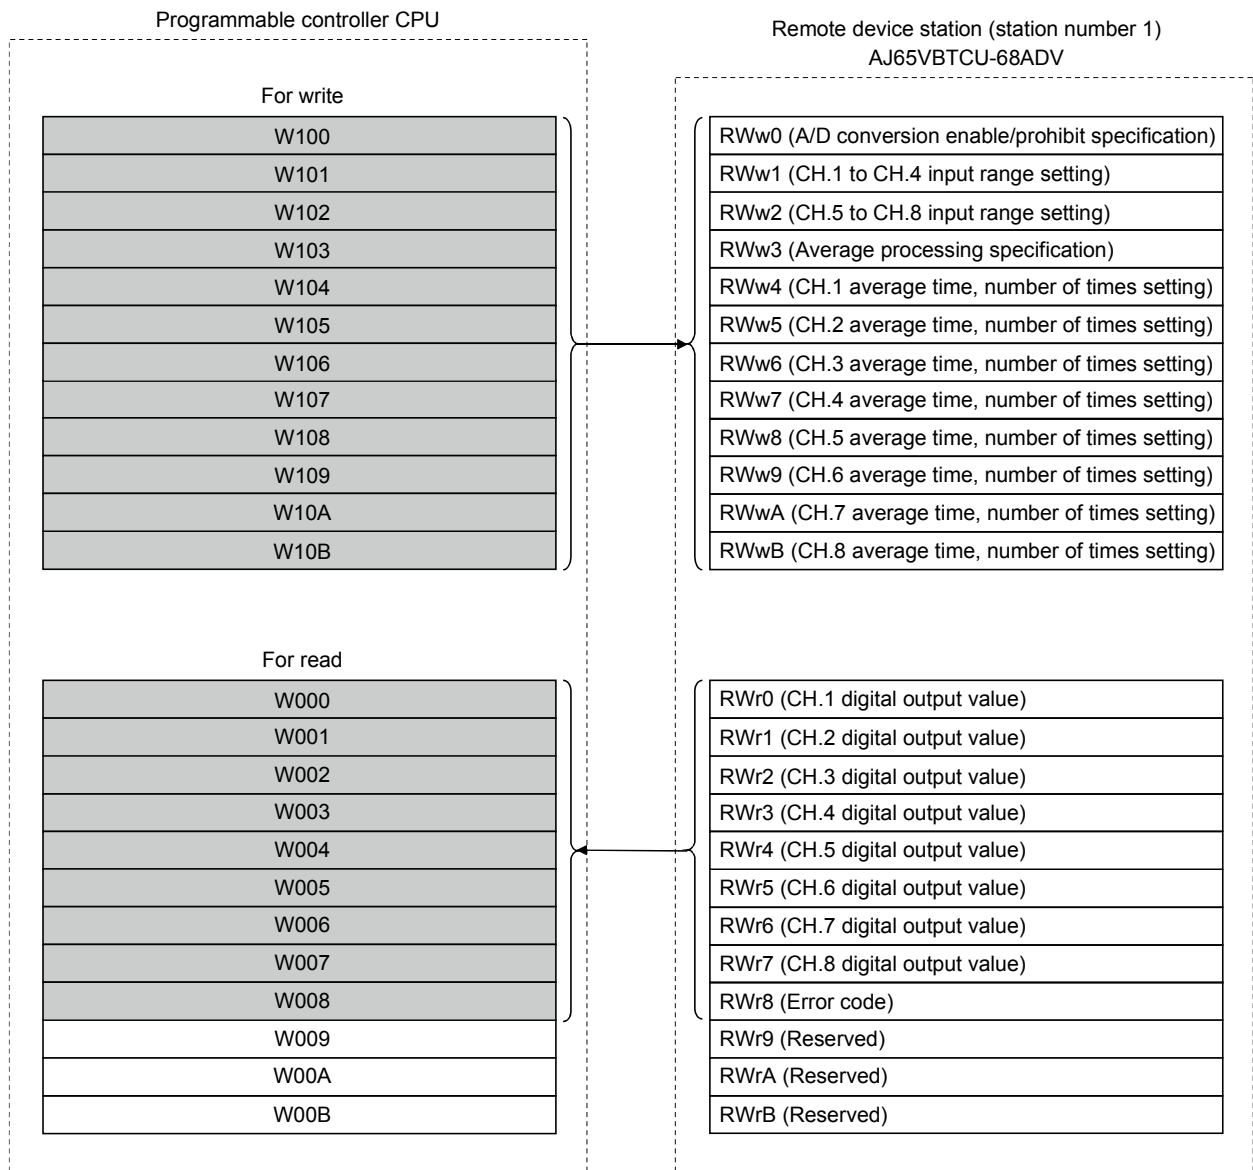 Programmable controller CPU
Remote device station (station number 1)
AJ65VBTCU-68ADV
For write
W100
RWw0 (A/D conversion enable/prohibit specification)
W101
RWw1 (CH.1 to CH.4 input range setting)
W102
RWw2 (CH.5 to CH.8 input range setting)
W103
RWw3 (Average processing specification)
W104
RWw4 (CH.1 average time, number of times setting)
W105
RWw5 (CH.2 average time, number of times setting)
W106
RWw6 (CH.3 average time, number of times setting)
W107
RWw7 (CH.4 average time, number of times setting)
W108
RWw8 (CH.5 average time, number of times setting)
W109
RWw9 (CH.6 average time, number of times setting)
W10A
RWwA (CH.7 average time, number of times setting)
W10B
RWwB (CH.8 average time, number of times setting)
For read
W000
RWr0 (CH.1 digital output value)
W001
RWr1 (CH.2 digital output value)
W002
RWr2 (CH.3 digital output value)
W003
RWr3 (CH.4 digital output value)
W004
RWr4 (CH.5 digital output value)
W005
RWr5 (CH.6 digital output value)
W006
RWr6 (CH.7 digital output value)
W007
RWr7 (CH.8 digital output value)
W008
RWr8 (Error code)
W009
RWr9 (Reserved)
W00A
RWrA (Reserved)
W00B
RWrB (Reserved)